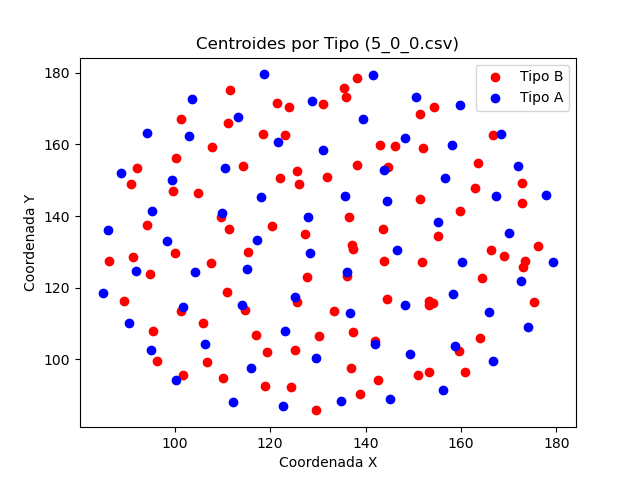 Centroides por Tipo (5_0_0.csv)
Tipo B
Tipo A
180
160
140
120
100
Coordenada Y
100 120 140 160 180
Coordenada X